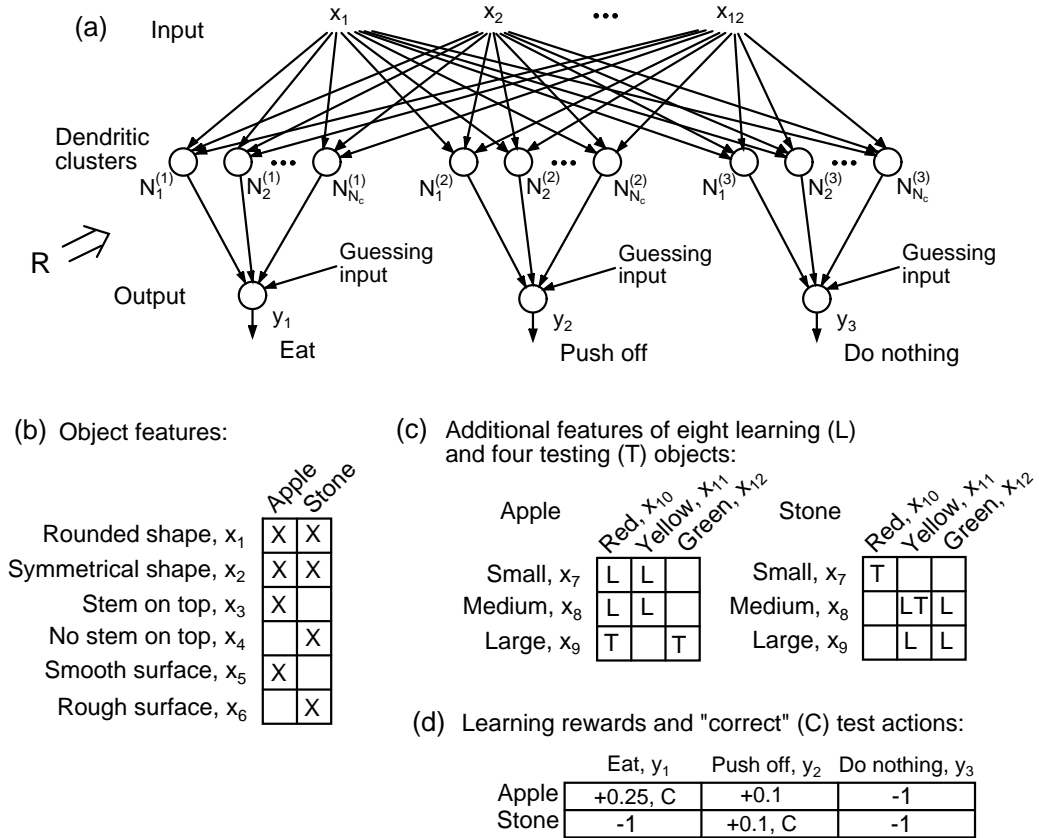 (a) Input x1 x2 ••• x12
Dendritic
clusters
N1(1) N2(1) ••• NNc(1) N1(2) N2(2) ••• NNc(2) N1(3) N2(3) ••• NNc(3)
R
Guessing
input
Guessing
input
Guessing
input
Output
y1 y2 y3
Eat Push off Do nothing
(b) Object features:
Apple Stone
Rounded shape, x1 X X
Symmetrical shape, x2 X X
Stem on top, x3 X
No stem on top, x4 X
Smooth surface, x5 X
Rough surface, x6 X
(c) Additional features of eight learning (L)
and four testing (T) objects:
Apple Red, x10 Yellow, x11 Green, x12
Small, x7 L L
Medium, x8 L L
Large, x9 T T
Stone Red, x10 Yellow, x11 Green, x12
Small, x7 T
Medium, x8 LT L
Large, x9 L L
(d) Learning rewards and "correct" (C) test actions:
Eat, y1 Push off, y2 Do nothing, y3
Apple +0.25, C +0.1 -1
Stone -1 +0.1, C -1